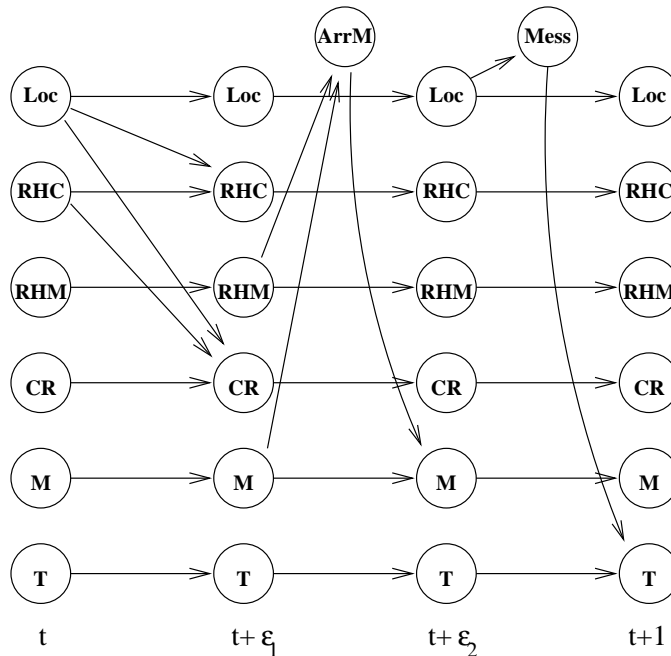 ArrM Mess
Loc Loc Loc Loc
RHC RHC RHC RHC
RHM RHM RHM RHM
CR CR CR CR
M M M M
T T T T
t t+ ε₁ t+ ε₂ t+1